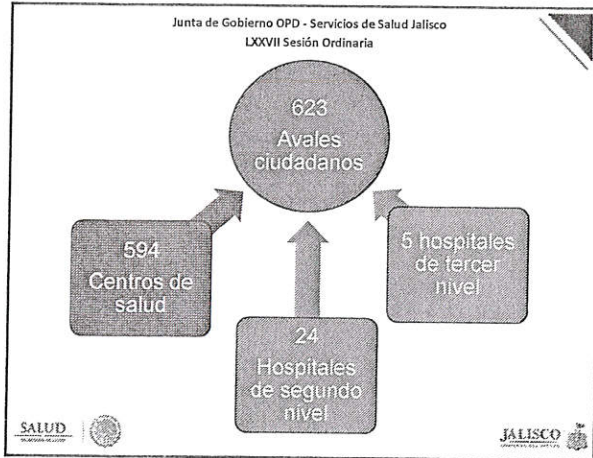 Junta de Gobierno OPD - Servicios de Salud Jalisco
LXXVII Sesión Ordinaria
623
Avales
ciudadanos
594
Centros de
salud
24
Hospitales
de segundo
nivel
5 hospitales
de tercer
nivel
SALUD
JALISCO